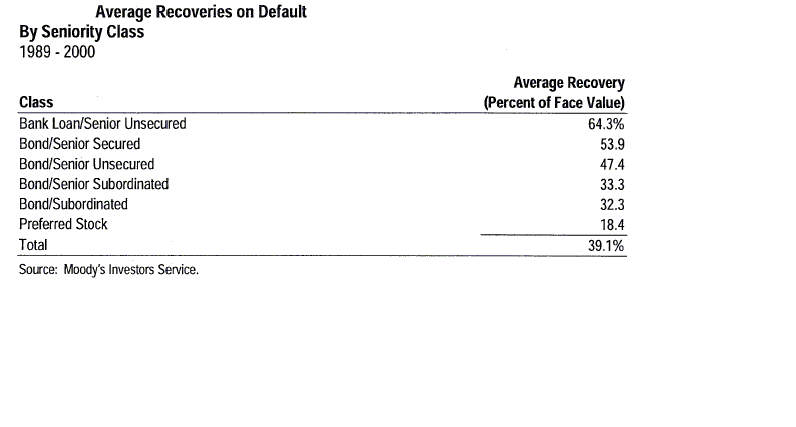 Average Recoveries on Default
By Seniority Class
1989 - 2000
Average Recovery
Class (Percent of Face Value)
Bank Loan/Senior Unsecured 64.3%
Bond/Senior Secured 53.9
Bond/Senior Unsecured 47.4
Bond/Senior Subordinated 33.3
Bond/Subordinated 32.3
Preferred Stock 18.4
Total 39.1%
Source: Moody's Investors Service.